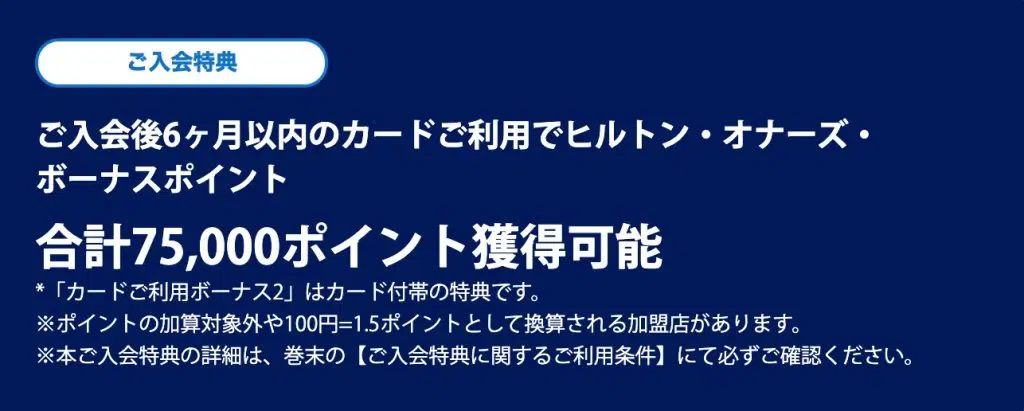 ご入会特典
ご入会後6ヶ月以内のカードご利用でヒルトン・オナーズ・
ボーナスポイント
合計75,000ポイント獲得可能
*「カードご利用ボーナス2」はカード付帯の特典です。
※ポイントの加算対象外や100円=1.5ポイントとして換算される加盟店があります。
※本ご入会特典の詳細は、巻末の【ご入会特典に関するご利用条件】にて必ずご確認ください。